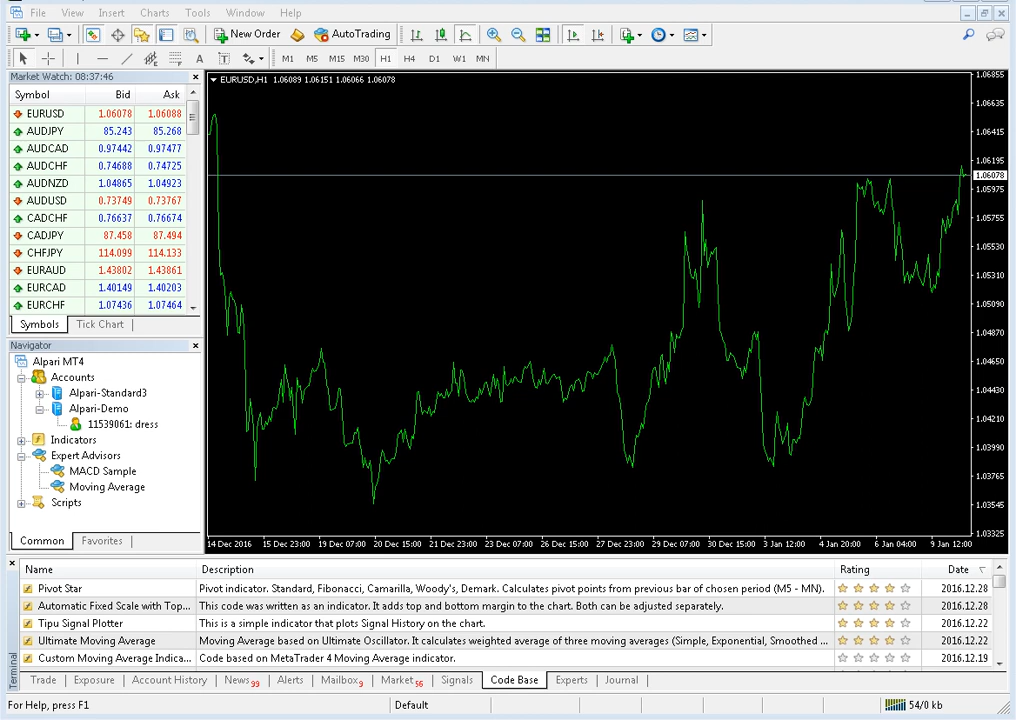 File View Insert Charts Tools Window Help
New Order AutoTrading
A T M1 M5 M15 M30 H1 H4 D1 W1 MN
Market Watch: 08:37:46
Symbol Bid Ask
EURUSD 1.06078 1.06088
AUDJPY 85.243 85.268
AUDCAD 0.97442 0.97477
AUDCHF 0.74688 0.74725
AUDNZD 1.04865 1.04923
AUDUSD 0.73749 0.73767
CADCHF 0.76637 0.76674
CADJPY 87.458 87.494
CHFJPY 114.099 114.133
EURAUD 1.43802 1.43861
EURCAD 1.40149 1.40203
EURCHF 1.07436 1.07464
Symbols Tick Chart
Navigator
Alpari MT4
Accounts
Alpari-Standard3
Alpari-Demo
11539061: dress
Indicators
Expert Advisors
MACD Sample
Moving Average
Scripts
Common Favorites
EURUSD,H1 1.06089 1.06151 1.06066 1.06078
1.06855
1.06635
1.06415
1.06195
1.06078
1.05975
1.05755
1.05530
1.05310
1.05090
1.04870
1.04650
1.04430
1.04210
1.03990
1.03765
1.03545
1.03325
14 Dec 2016 15 Dec 23:00 19 Dec 07:00 20 Dec 15:00 21 Dec 23:00 23 Dec 07:00 26 Dec 16:00 27 Dec 23:00 29 Dec 07:00 30 Dec 15:00 3 Jan 12:00 4 Jan 20:00 6 Jan 04:00 9 Jan 12:00
Name Description Rating Date
Pivot Star Pivot indicator. Standard, Fibonacci, Camarilla, Woody's, Demark. Calculates pivot points from previous bar of chosen period (M5 - MN). 2016.12.28
Automatic Fixed Scale with Top... This code was written as an indicator. It adds top and bottom margin to the chart. Both can be adjusted separately. 2016.12.28
Tipu Signal Plotter This is a simple indicator that plots Signal History on the chart. 2016.12.22
Ultimate Moving Average Moving Average based on Ultimate Oscillator. It calculates weighted average of three moving averages (Simple, Exponential, Smoothed ... 2016.12.22
Custom Moving Average Indica... Code based on MetaTrader 4 Moving Average indicator. 2016.12.19
Terminal
Trade Exposure Account History News 99 Alerts Mailbox 9 Market 56 Signals Code Base Experts Journal
For Help, press F1 Default 54/0 kb